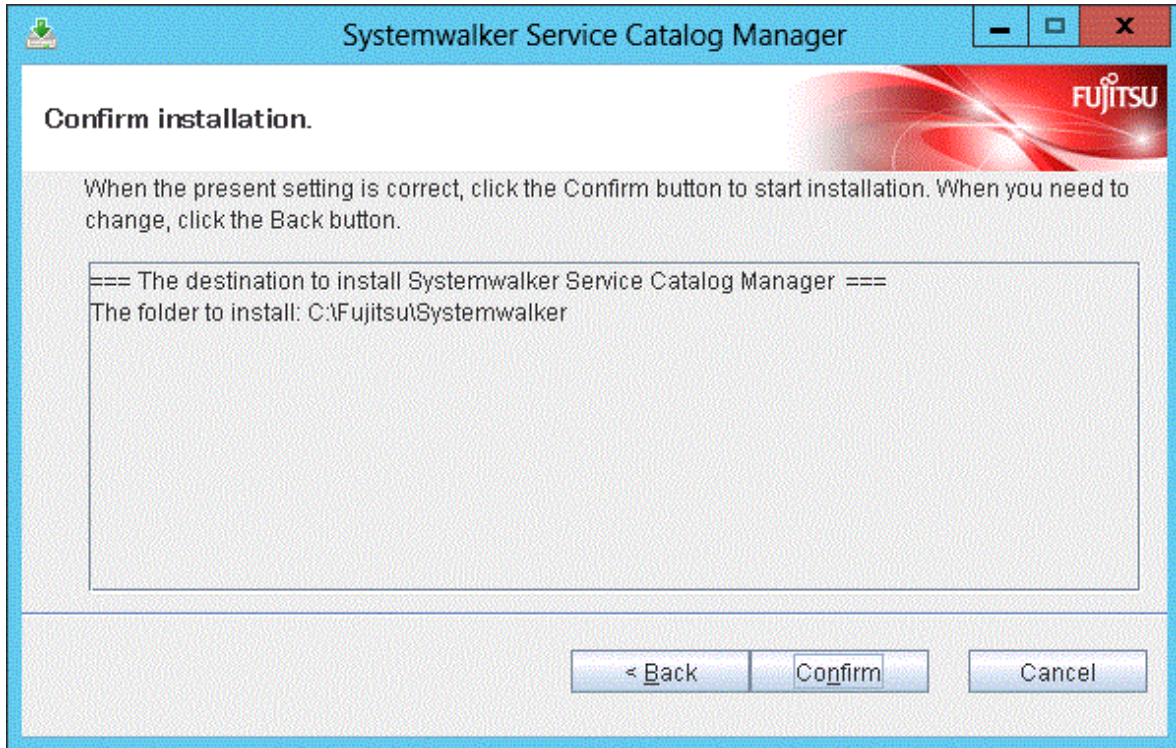 Systemwalker Service Catalog Manager
FUJITSU
Confirm installation.
When the present setting is correct, click the Confirm button to start installation. When you need to
change, click the Back button.
=== The destination to install Systemwalker Service Catalog Manager ===
The folder to install: C:\Fujitsu\Systemwalker
< Back Confirm Cancel